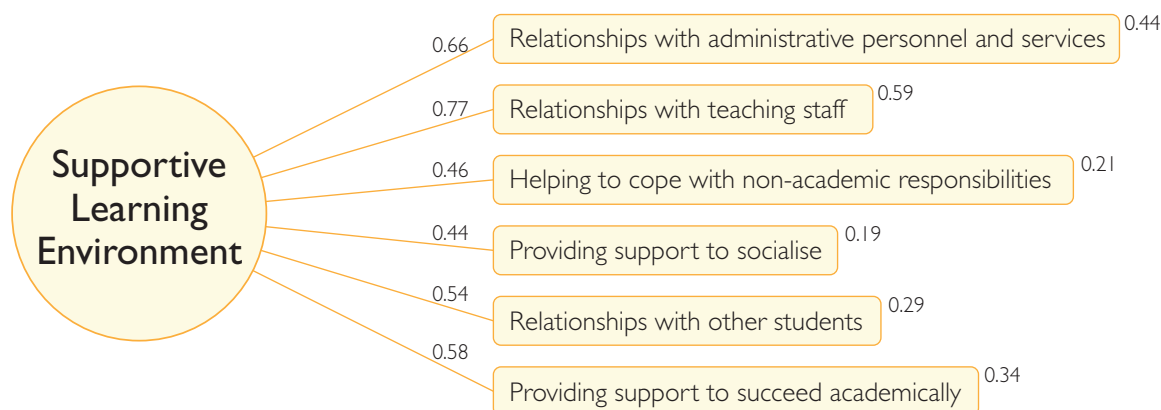 0.66
Relationships with administrative personnel and services
0.44
0.77
Relationships with teaching staff
0.59
Supportive
Learning
Environment
0.46
Helping to cope with non-academic responsibilities
0.21
0.44
Providing support to socialise
0.19
0.54
Relationships with other students
0.29
0.58
Providing support to succeed academically
0.34